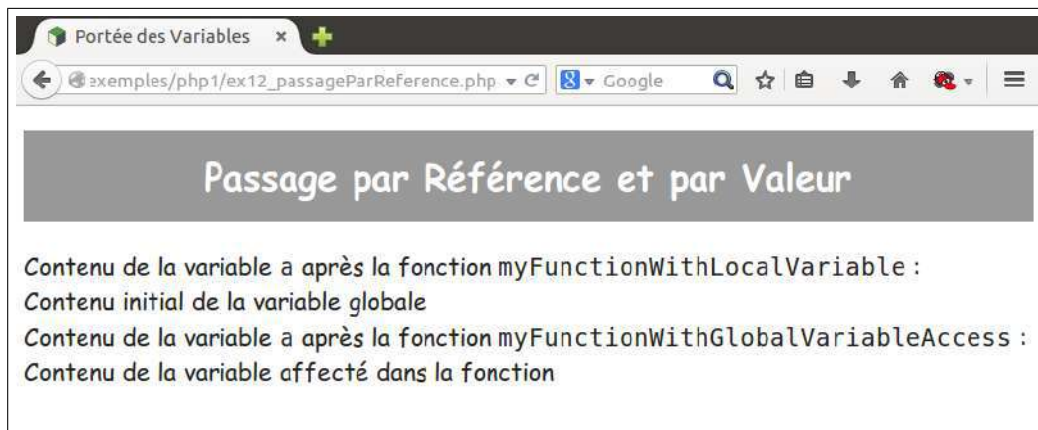 Portée des Variables
exemples/php1/ex12_passageParReference.php
Google
Passage par Référence et par Valeur
Contenu de la variable a après la fonction myFunctionWithLocalVariable :
Contenu initial de la variable globale
Contenu de la variable a après la fonction myFunctionWithGlobalVariableAccess :
Contenu de la variable affecté dans la fonction